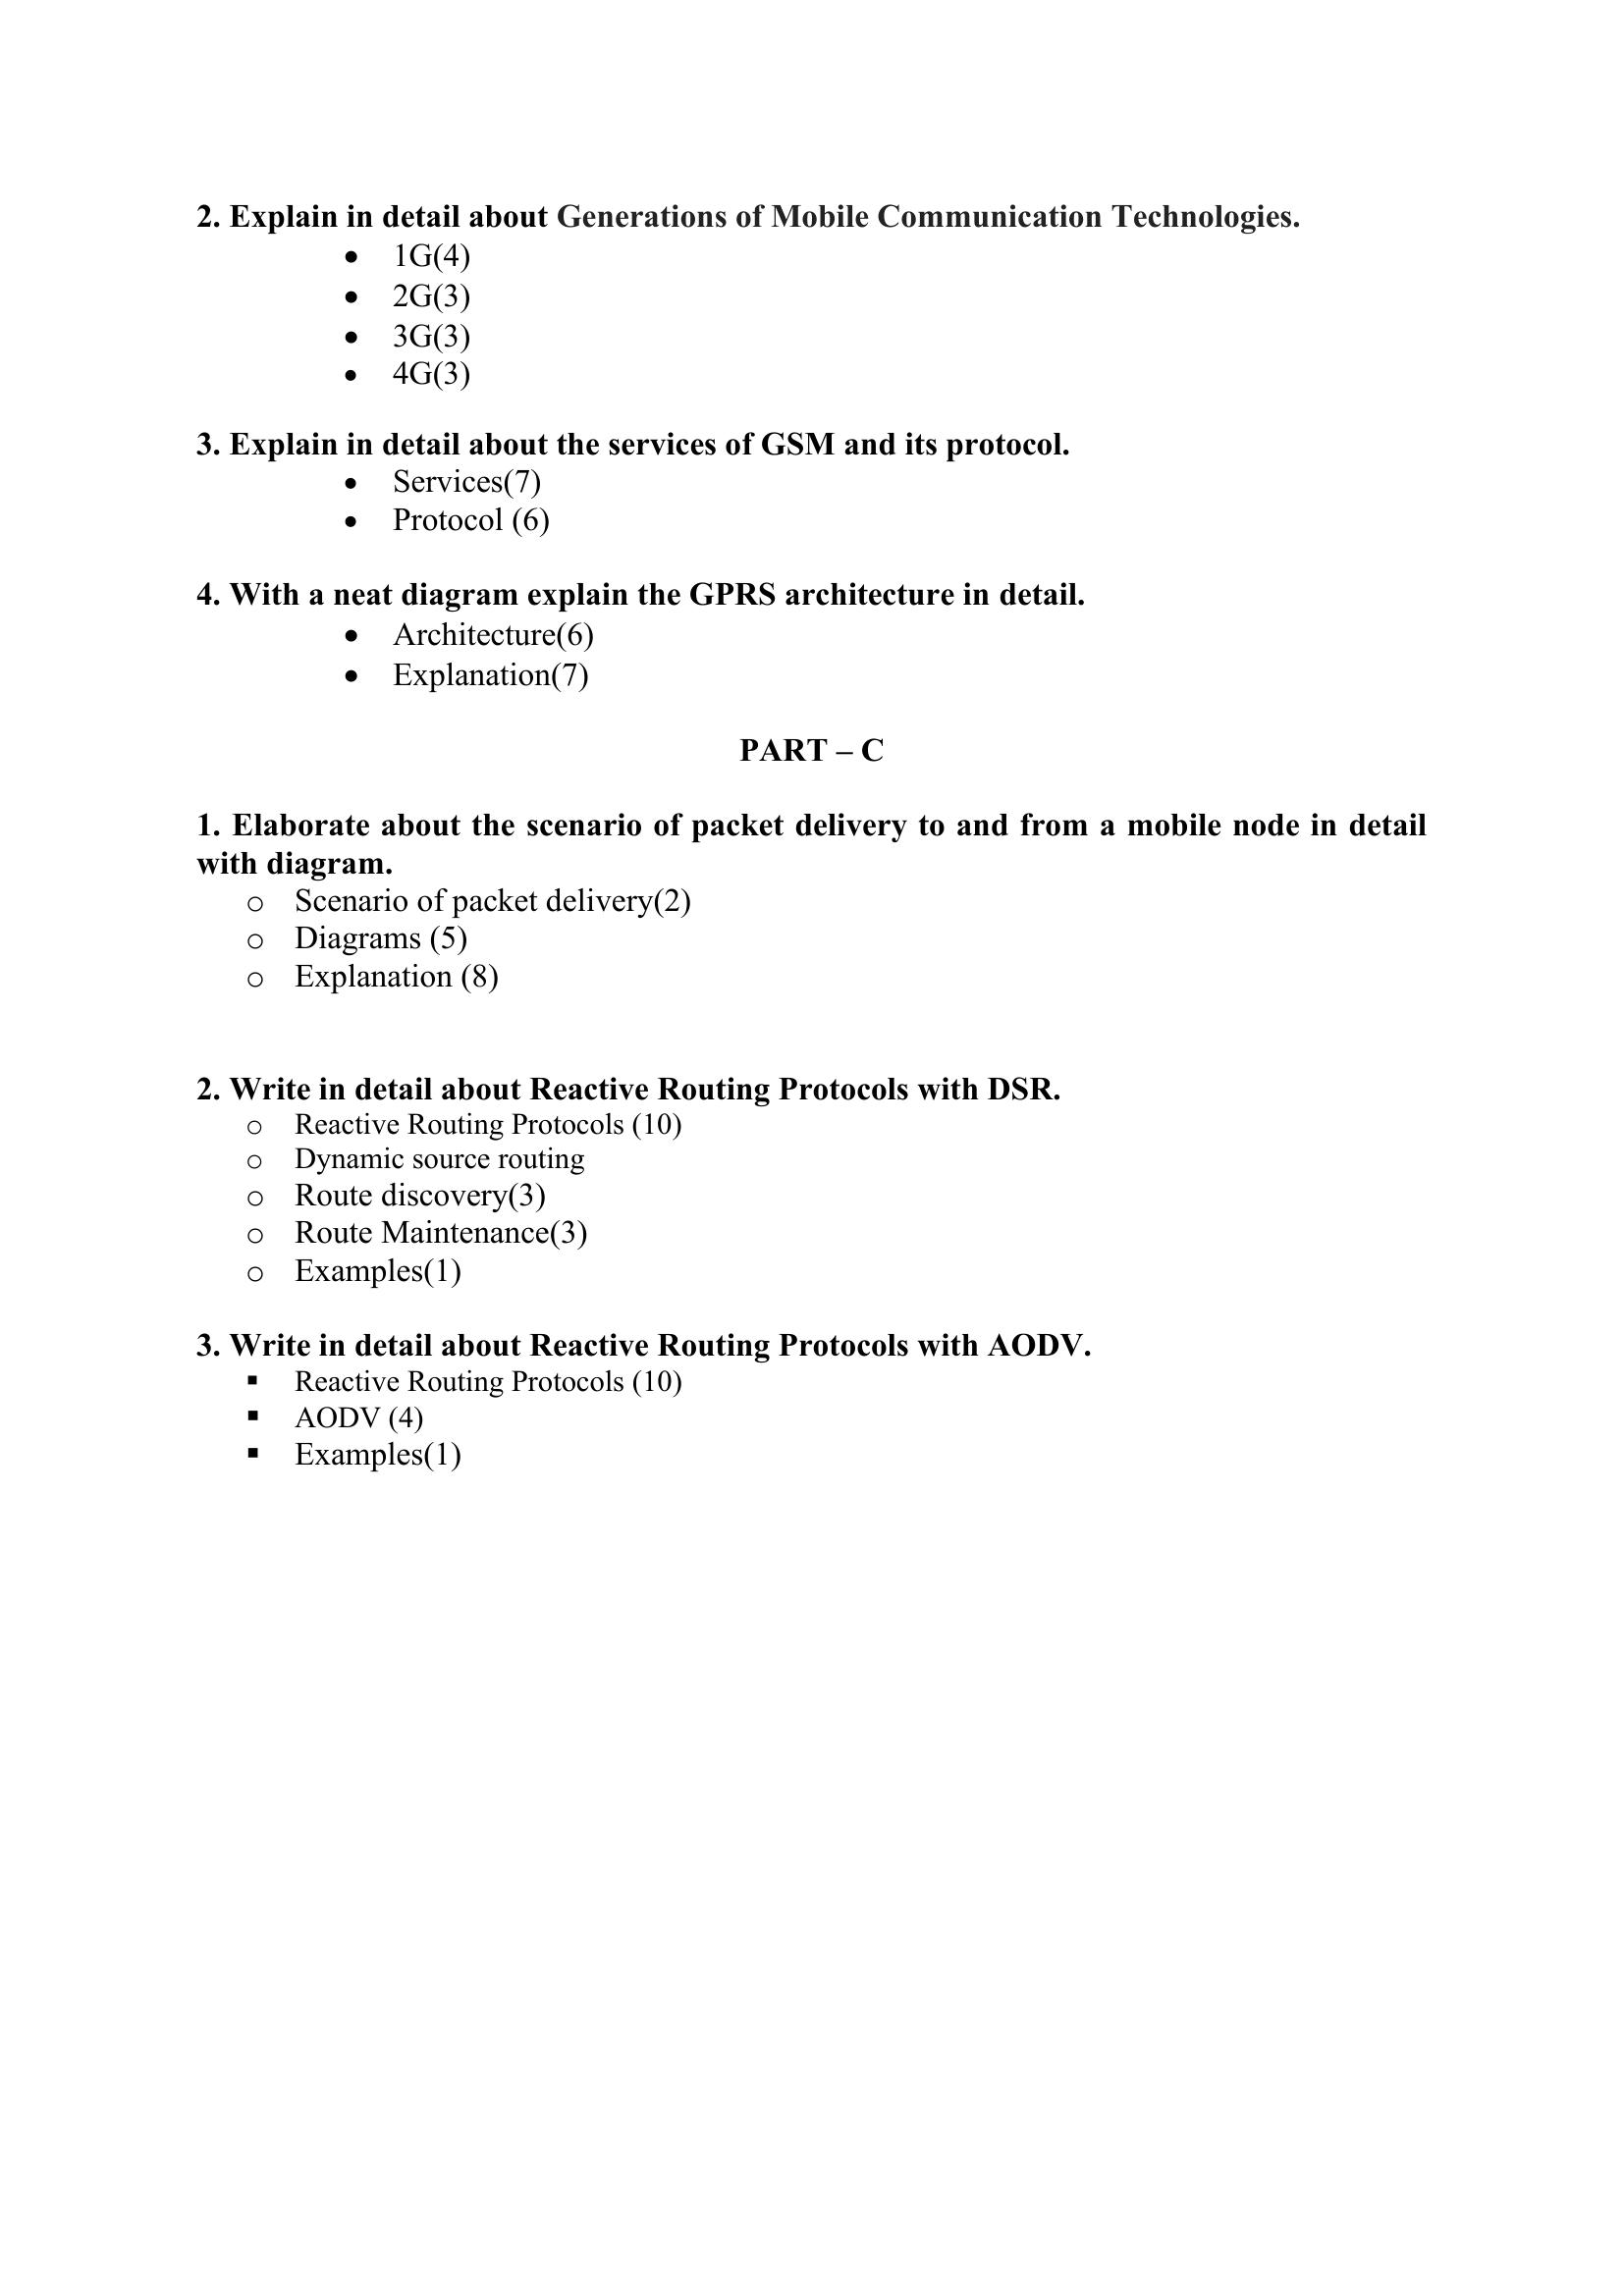 2. Explain in detail about Generations of Mobile Communication Technologies.
• 1G(4)
• 2G(3)
• 3G(3)
• 4G(3)
3. Explain in detail about the services of GSM and its protocol.
• Services(7)
• Protocol (6)
4. With a neat diagram explain the GPRS architecture in detail.
• Architecture(6)
• Explanation(7)
PART – C
1. Elaborate about the scenario of packet delivery to and from a mobile node in detail
with diagram.
o Scenario of packet delivery(2)
o Diagrams (5)
o Explanation (8)
2. Write in detail about Reactive Routing Protocols with DSR.
o Reactive Routing Protocols (10)
o Dynamic source routing
o Route discovery(3)
o Route Maintenance(3)
o Examples(1)
3. Write in detail about Reactive Routing Protocols with AODV.
▪ Reactive Routing Protocols (10)
▪ AODV (4)
▪ Examples(1)